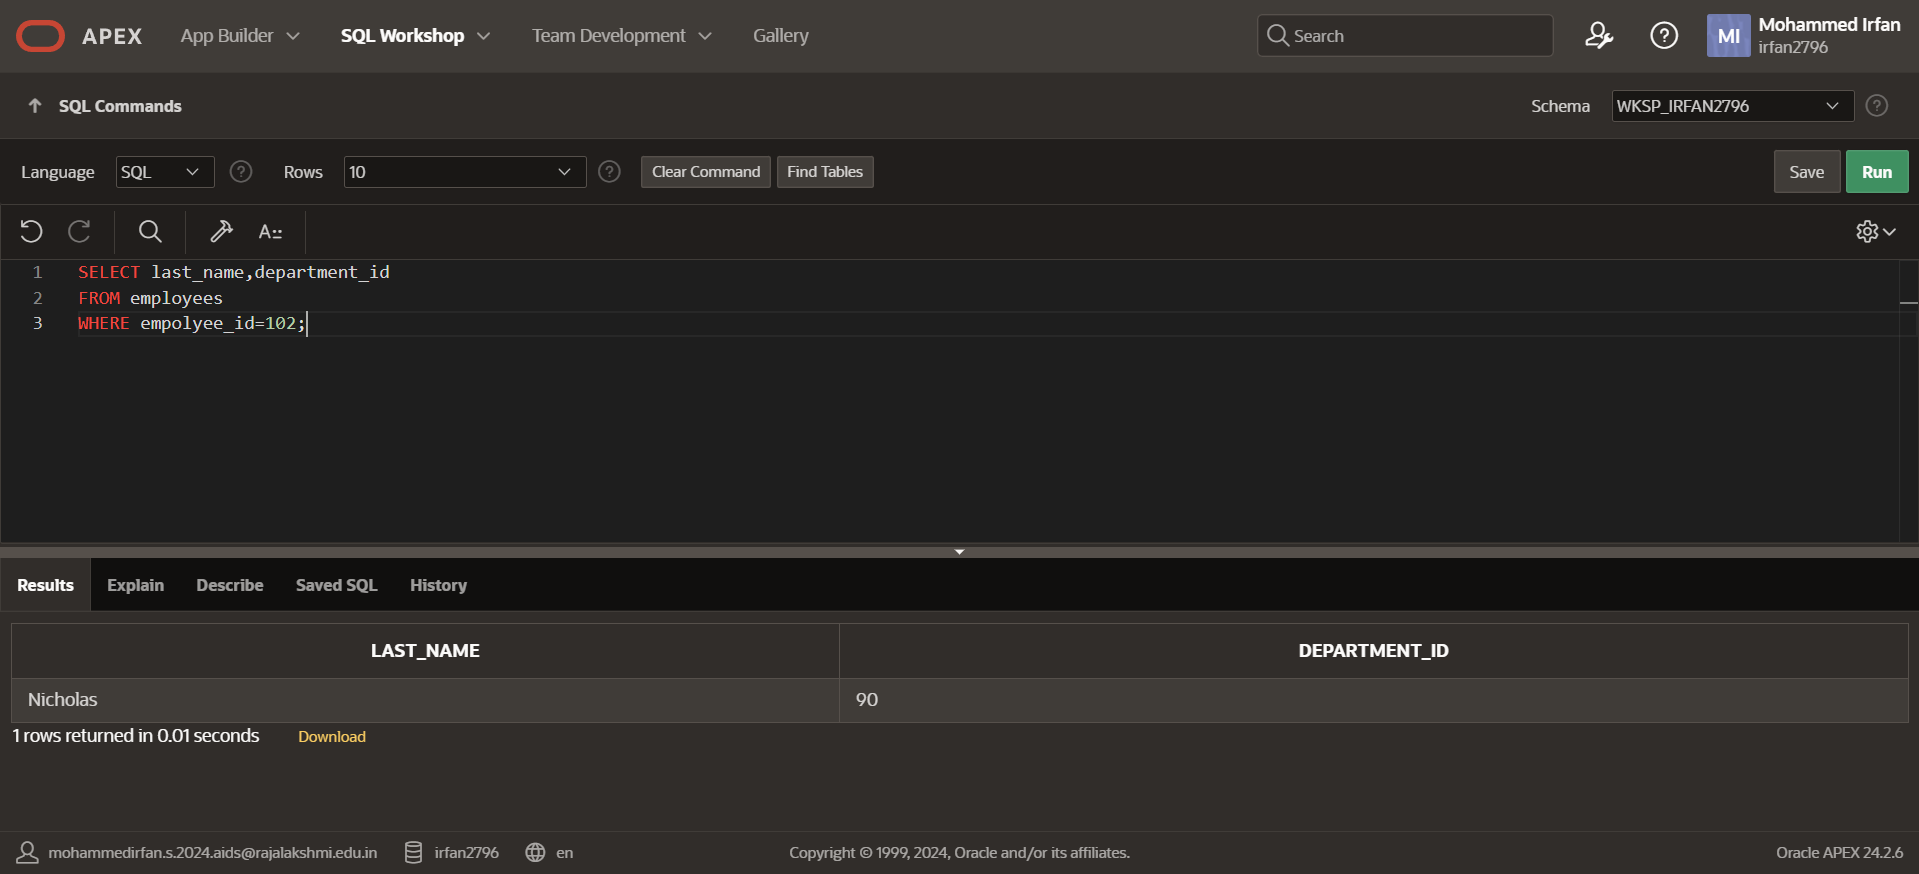 APEX App Builder SQL Workshop Team Development Gallery Search MI Mohammed Irfan
irfan2796
SQL Commands Schema WKSP_IRFAN2796
Language SQL Rows 10 Clear Command Find Tables Save Run
A
1 SELECT last_name,department_id
2 FROM employees
3 WHERE empolyee_id=102;
Results Explain Describe Saved SQL History
LAST_NAME DEPARTMENT_ID
Nicholas 90
1 rows returned in 0.01 seconds Download
mohammedirfan.s.2024.aids@rajalakshmi.edu.in irfan2796 en Copyright © 1999, 2024, Oracle and/or its affiliates. Oracle APEX 24.2.6